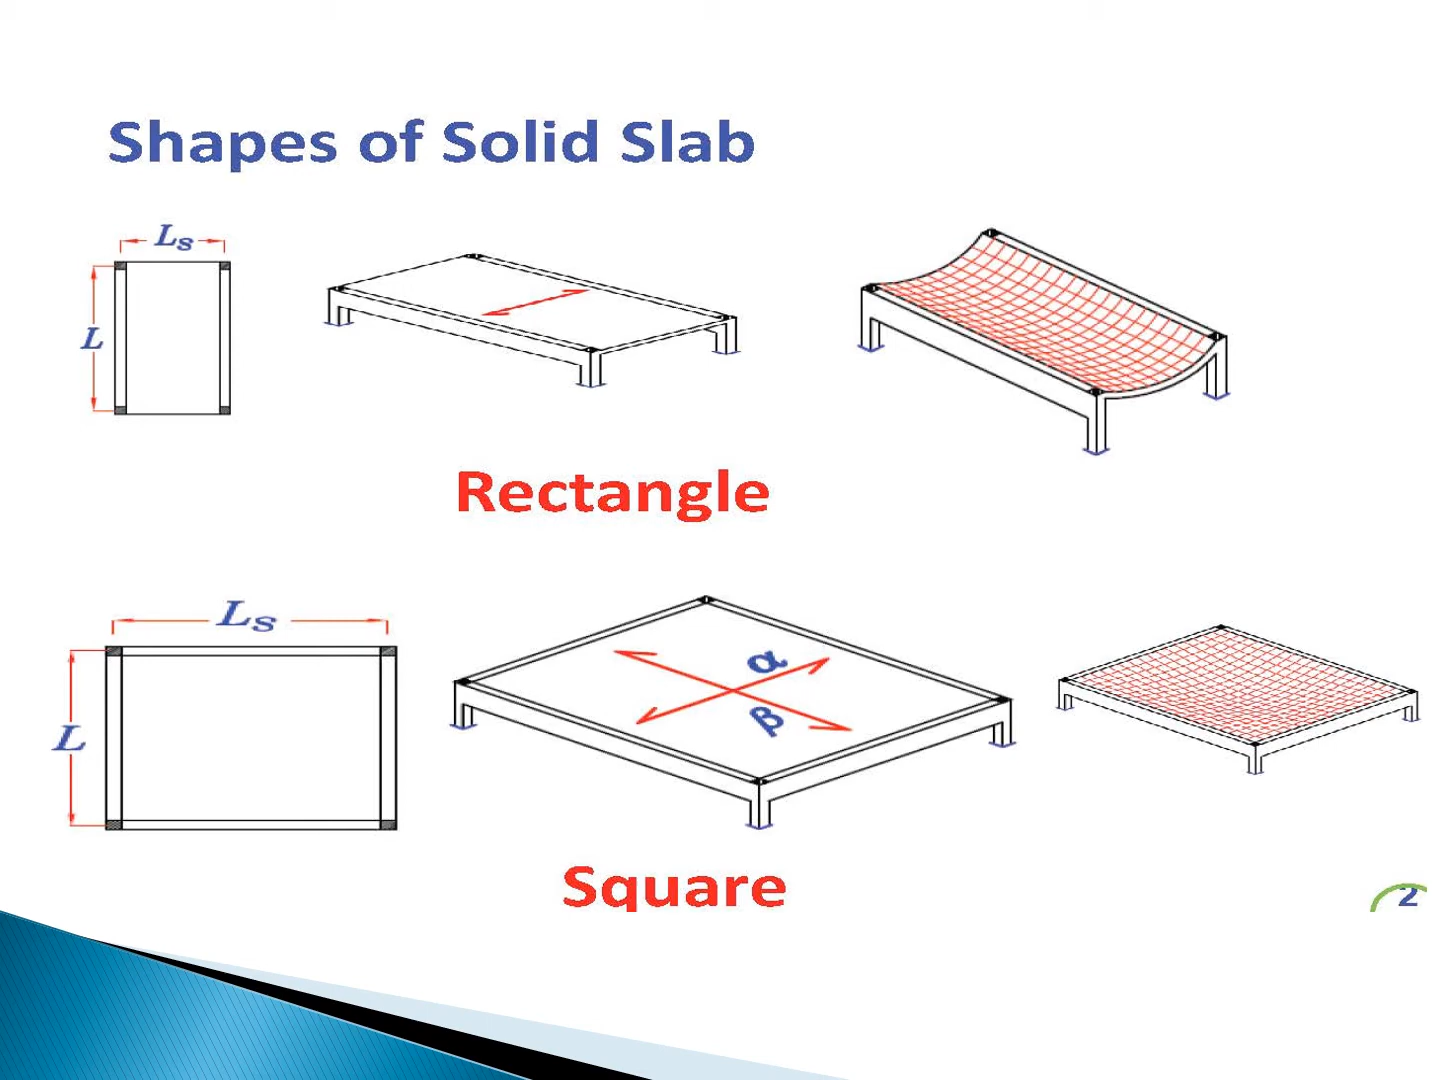 Shapes of Solid Slab
Ls
L
Rectangle
Ls
L
α
β
Square
2